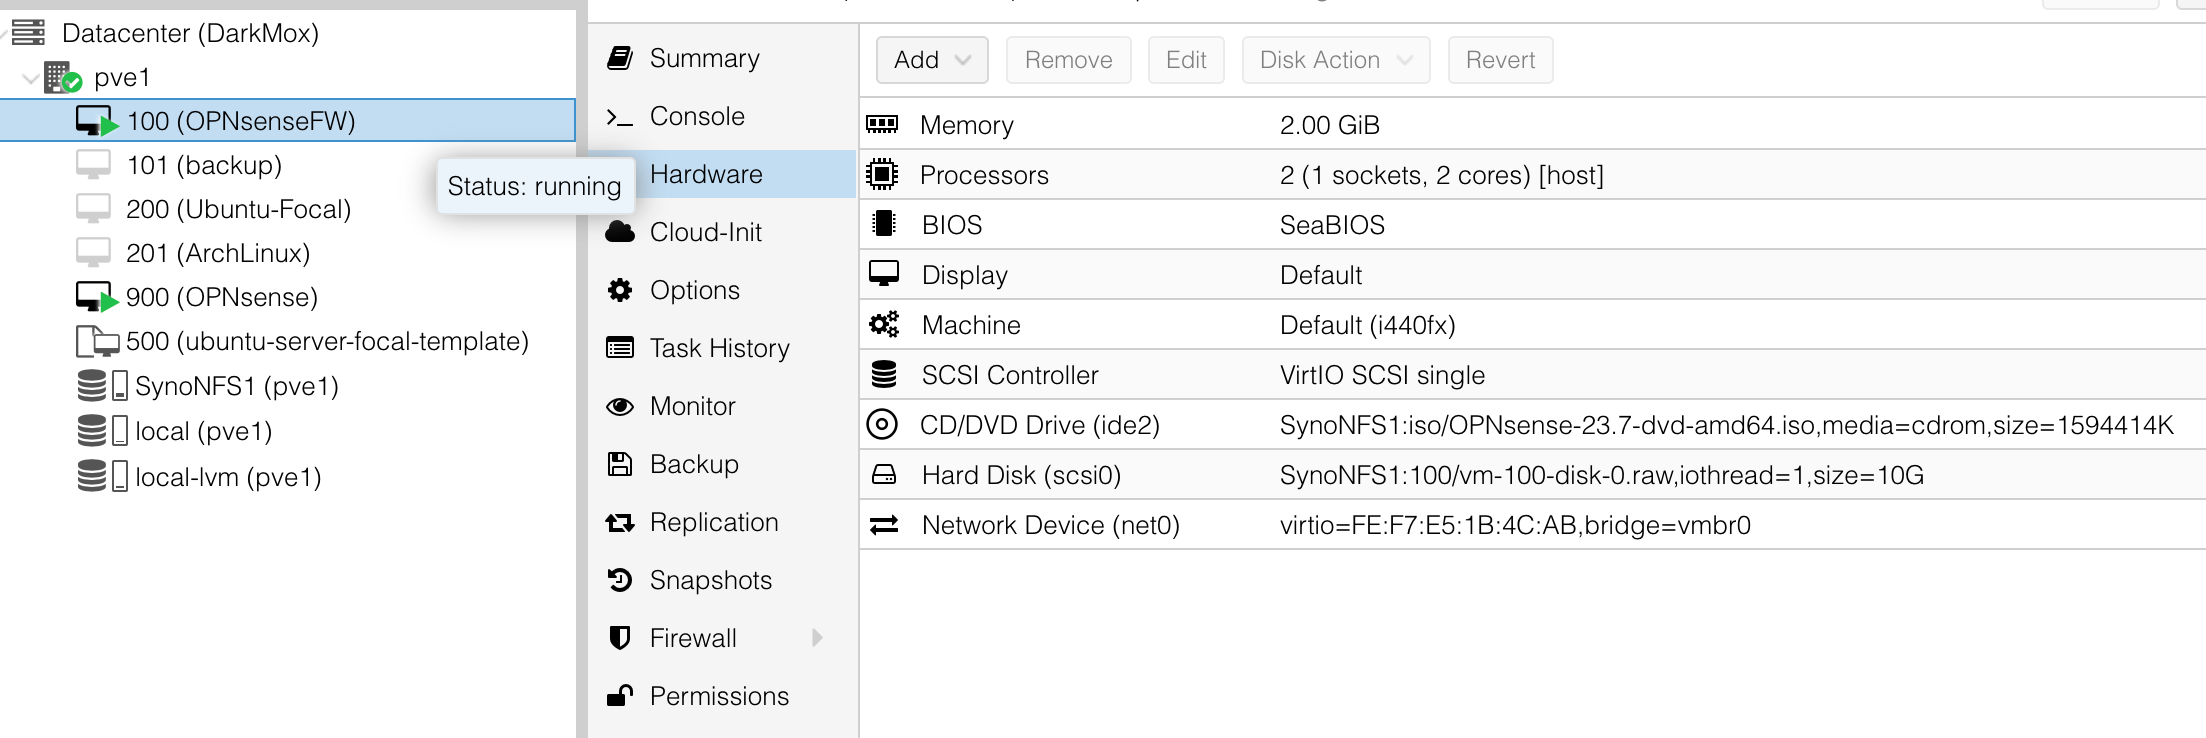 Datacenter (DarkMox)
pve1
100 (OPNsenseFW)
101 (backup)
200 (Ubuntu-Focal)
201 (ArchLinux)
900 (OPNsense)
500 (ubuntu-server-focal-template)
SynoNFS1 (pve1)
local (pve1)
local-lvm (pve1)
Status: running
Summary
Console
Hardware
Cloud-Init
Options
Task History
Monitor
Backup
Replication
Snapshots
Firewall
Permissions
Add Remove Edit Disk Action Revert
Memory 2.00 GiB
Processors 2 (1 sockets, 2 cores) [host]
BIOS SeaBIOS
Display Default
Machine Default (i440fx)
SCSI Controller VirtIO SCSI single
CD/DVD Drive (ide2) SynoNFS1:iso/OPNsense-23.7-dvd-amd64.iso,media=cdrom,size=1594414K
Hard Disk (scsi0) SynoNFS1:100/vm-100-disk-0.raw,iothread=1,size=10G
Network Device (net0) virtio=FE:F7:E5:1B:4C:AB,bridge=vmbr0